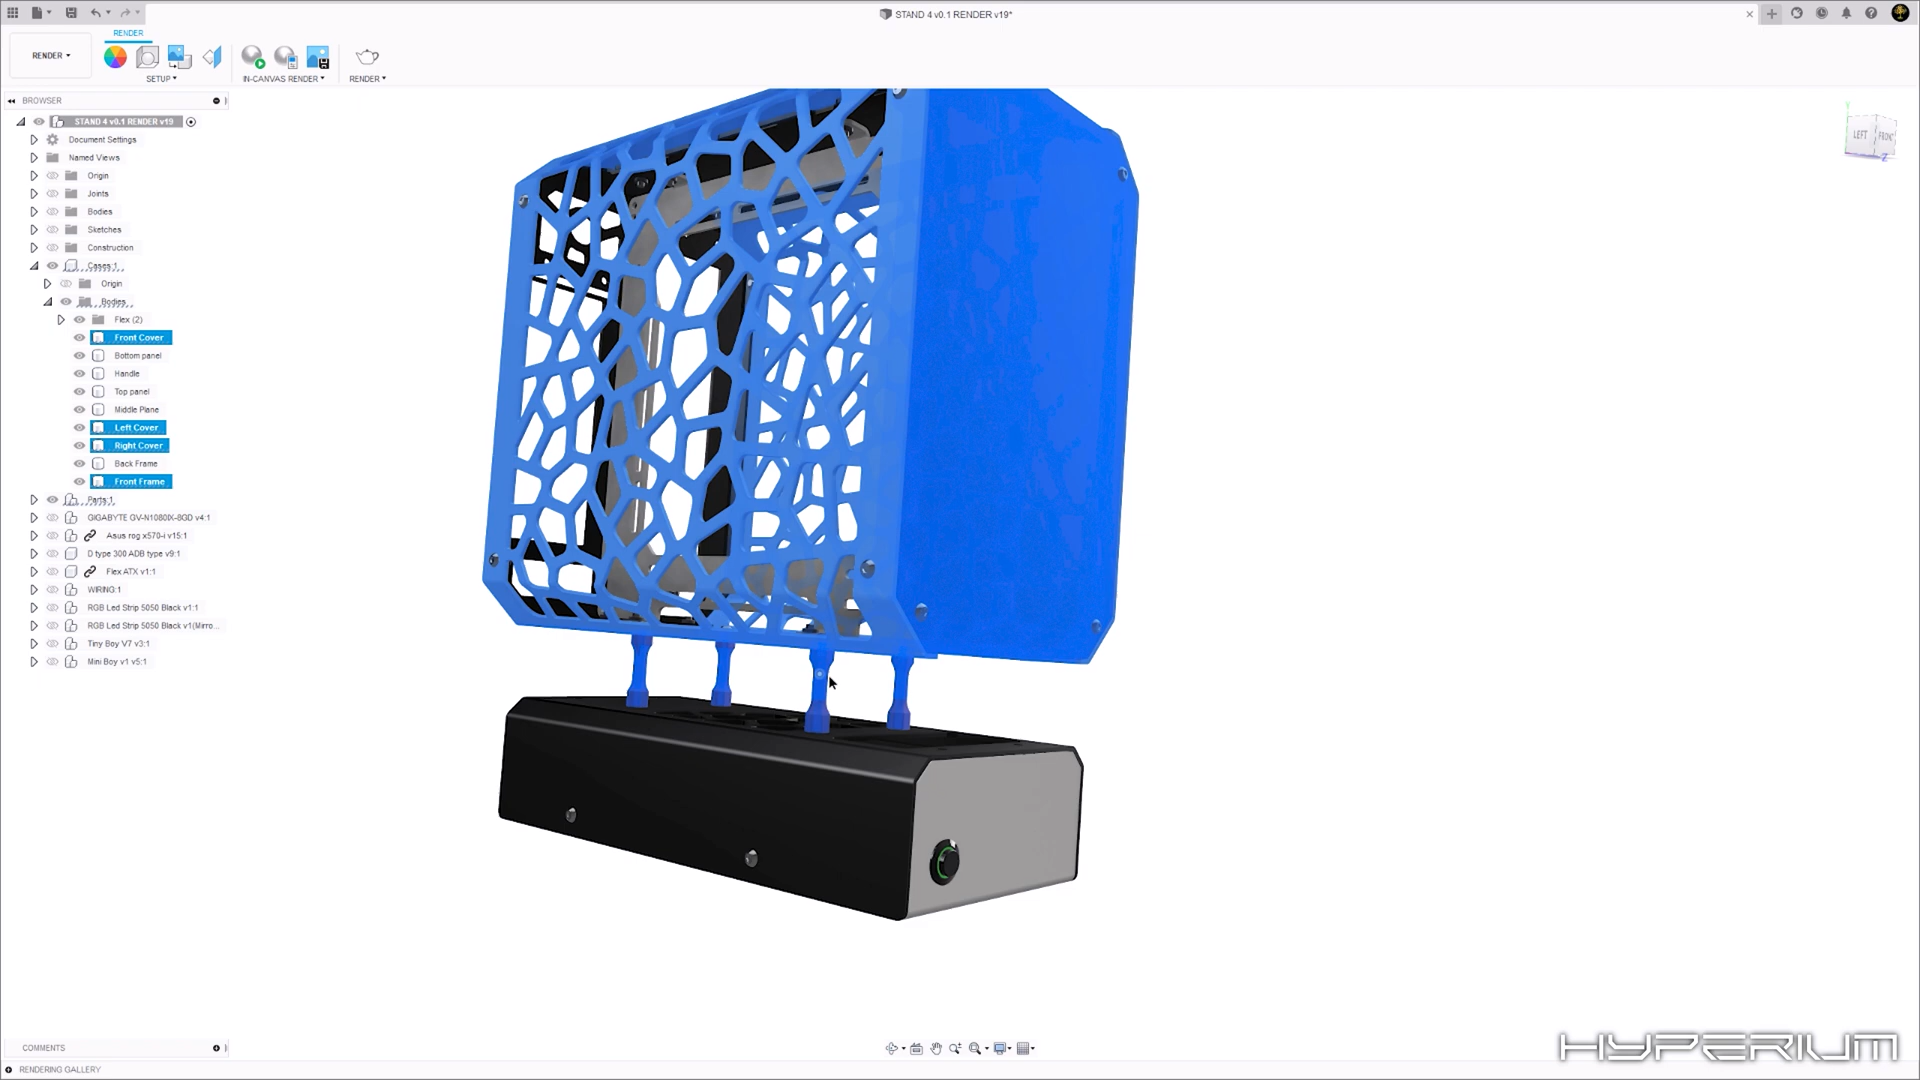 STAND 4 v0.1 RENDER v19*
RENDER
RENDER
SETUP
IN-CANVAS RENDER
RENDER
BROWSER
STAND 4 v0.1 RENDER v19
Document Settings
Named Views
Origin
Joints
Bodies
Sketches
Construction
Cases:1
Origin
Bodies
Flex (2)
Front Cover
Bottom panel
Handle
Top panel
Middle Plane
Left Cover
Right Cover
Back Frame
Front Frame
Parts:1
GIGABYTE GV-N1080IX-8GD v4:1
Asus rog x570-i v15:1
D type 300 ADB type v9:1
Flex ATX v1:1
WIRING:1
RGB Led Strip 5050 Black v1:1
RGB Led Strip 5050 Black v1(Mirro...
Tiny Boy V7 v3:1
Mini Boy v1 v5:1
LEFT
FRONT
Z
COMMENTS
RENDERING GALLERY
HYPERIUM